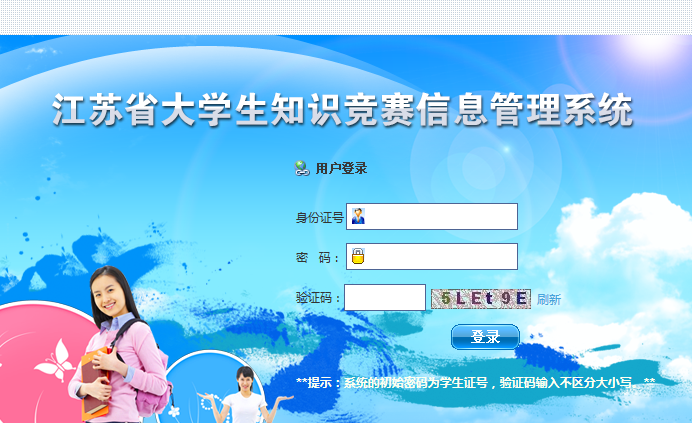 江苏省大学生知识竞赛信息管理系统
用户登录
身份证号
密 码：
验证码： 5LEt9E 刷新
登录
**提示：系统的初始密码为学生证号，验证码输入不区分大小写。**